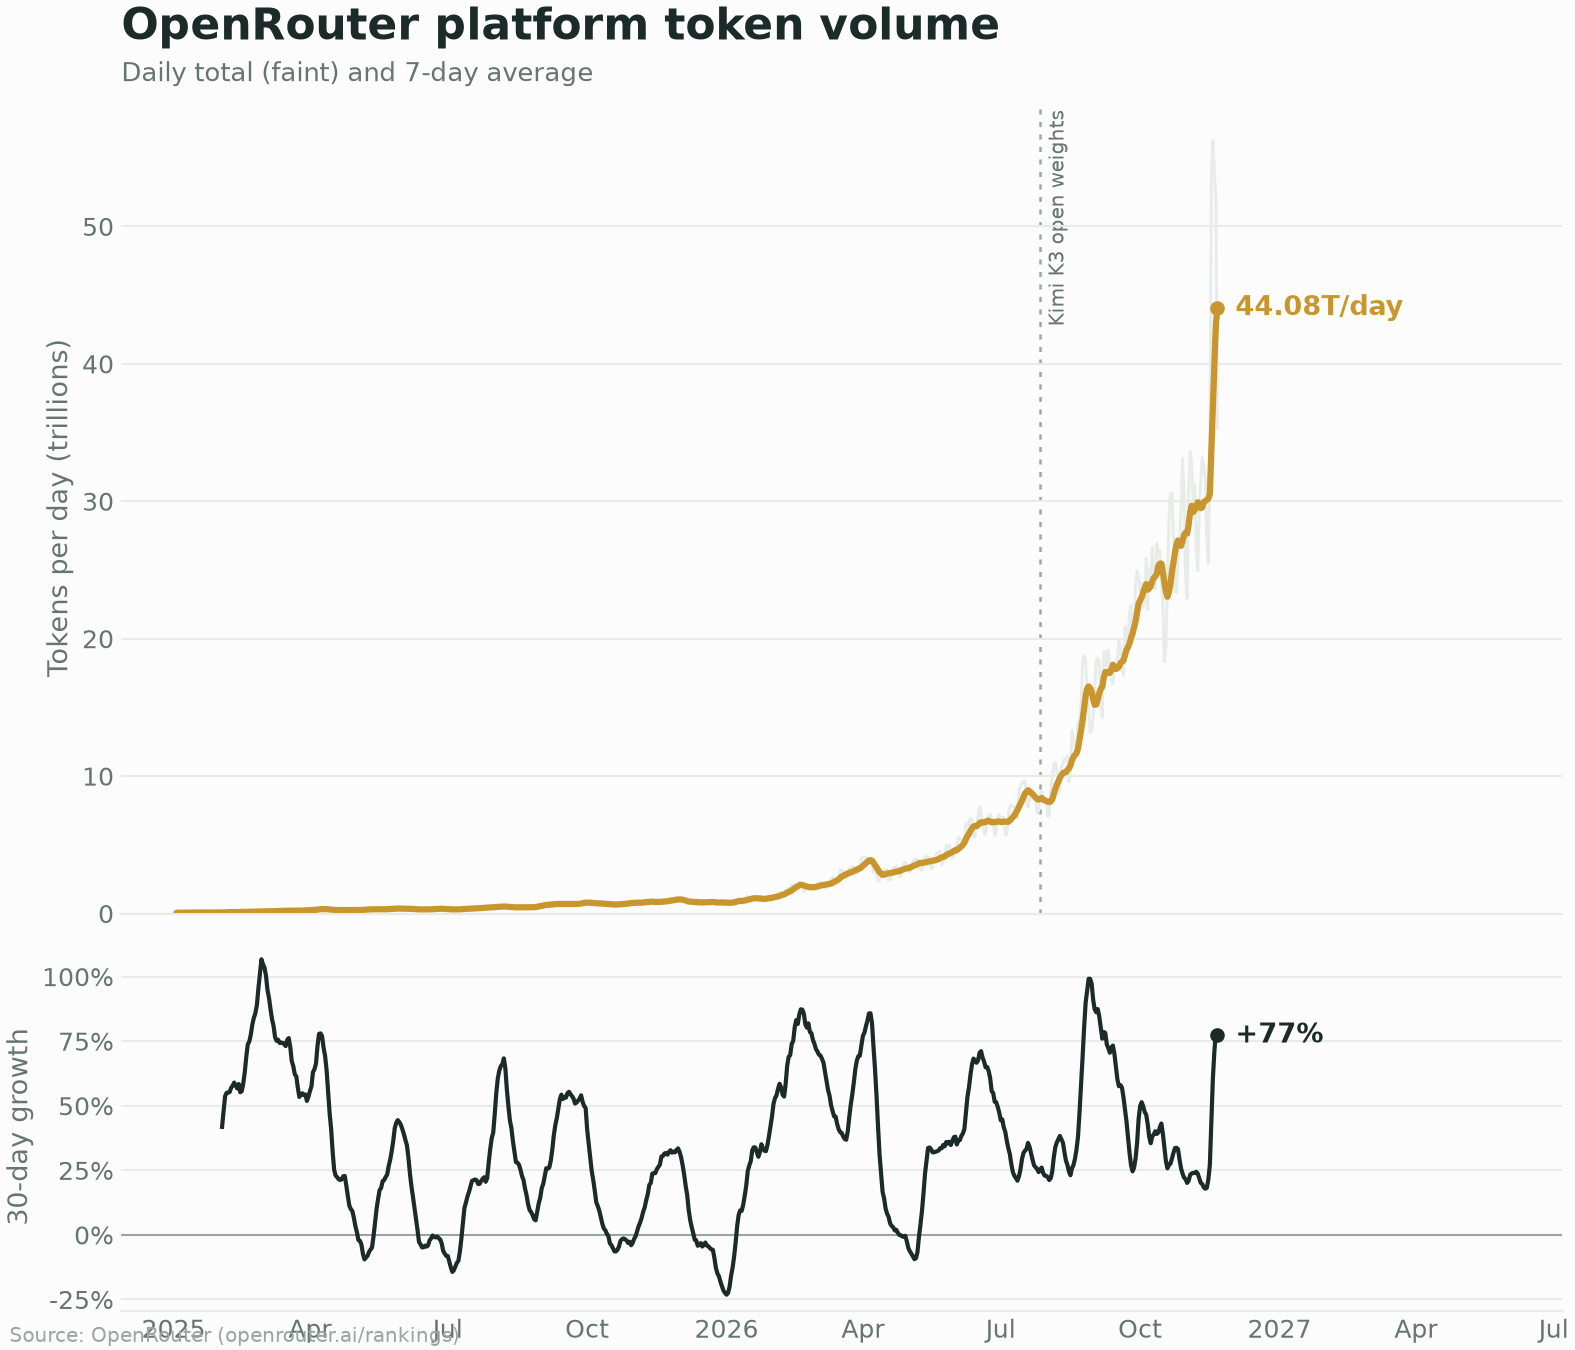 OpenRouter platform token volume
Daily total (faint) and 7-day average
Kimi K3 open weights
Tokens per day (trillions)
50
40
30
20
10
0
44.08T/day
30-day growth
100%
75%
50%
25%
0%
-25%
+77%
2025
Apr
Jul
Oct
2026
Apr
Jul
Oct
2027
Apr
Jul
Source: OpenRouter (openrouter.ai/rankings)